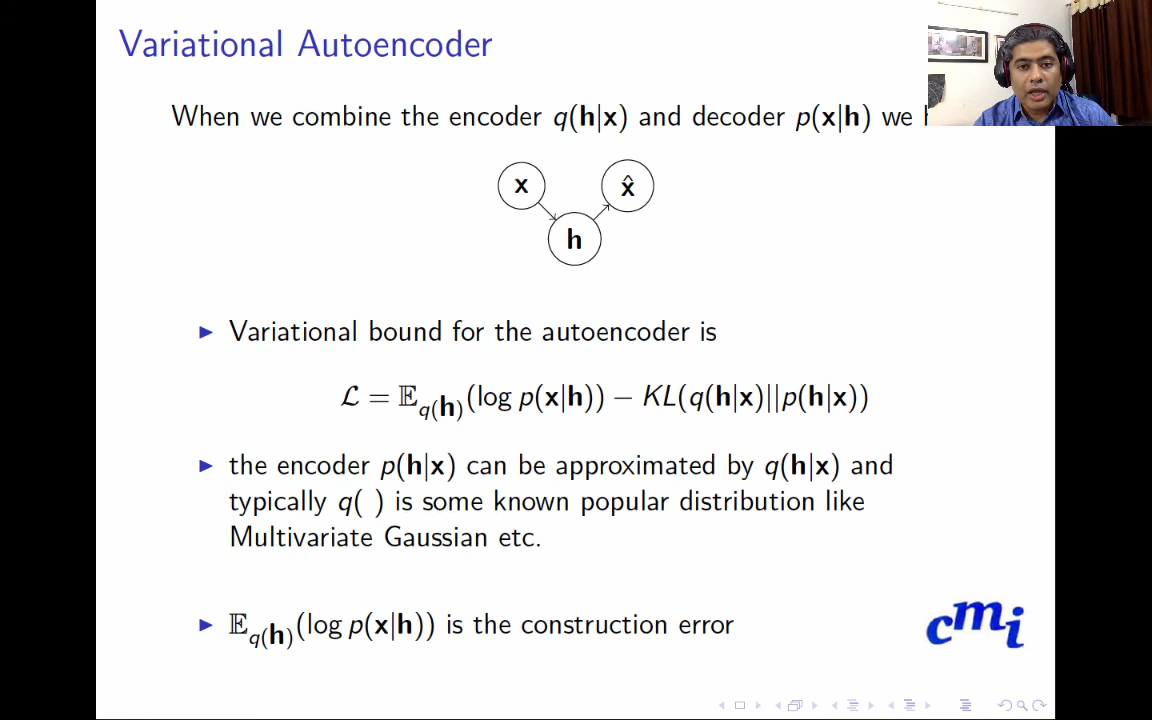 Variational Autoencoder
When we combine the encoder q(h|x) and decoder p(x|h) we
x x̂
h
▶ Variational bound for the autoencoder is
ℒ = 𝔼_q(h)(log p(x|h)) − KL(q(h|x)||p(h|x))
▶ the encoder p(h|x) can be approximated by q(h|x) and
typically q( ) is some known popular distribution like
Multivariate Gaussian etc.
▶ 𝔼_q(h)(log p(x|h)) is the construction error
cmi